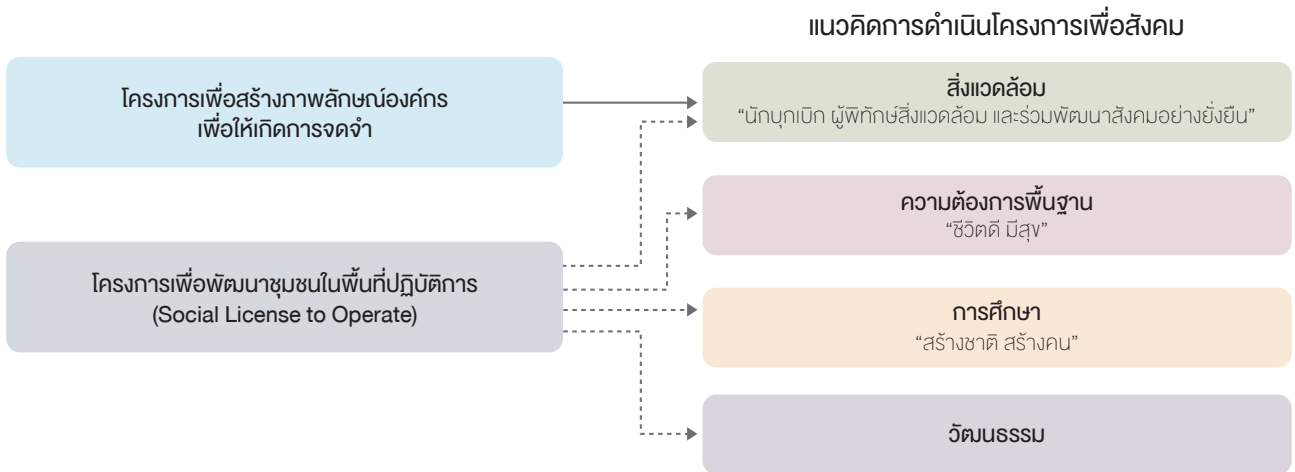 แนวคิดการดำเนินโครงการเพื่อสังคม
โครงการเพื่อสร้างภาพลักษณ์องค์กร
เพื่อให้เกิดการจดจำ
สิ่งแวดล้อม
“นักบุกเบิก ผู้พิทักษ์สิ่งแวดล้อม และร่วมพัฒนาสังคมอย่างยั่งยืน”
ความต้องการพื้นฐาน
“ชีวิตดี มีสุข”
โครงการเพื่อพัฒนาชุมชนในพื้นที่ปฏิบัติการ
(Social License to Operate)
การศึกษา
“สร้างชาติ สร้างคน”
วัฒนธรรม